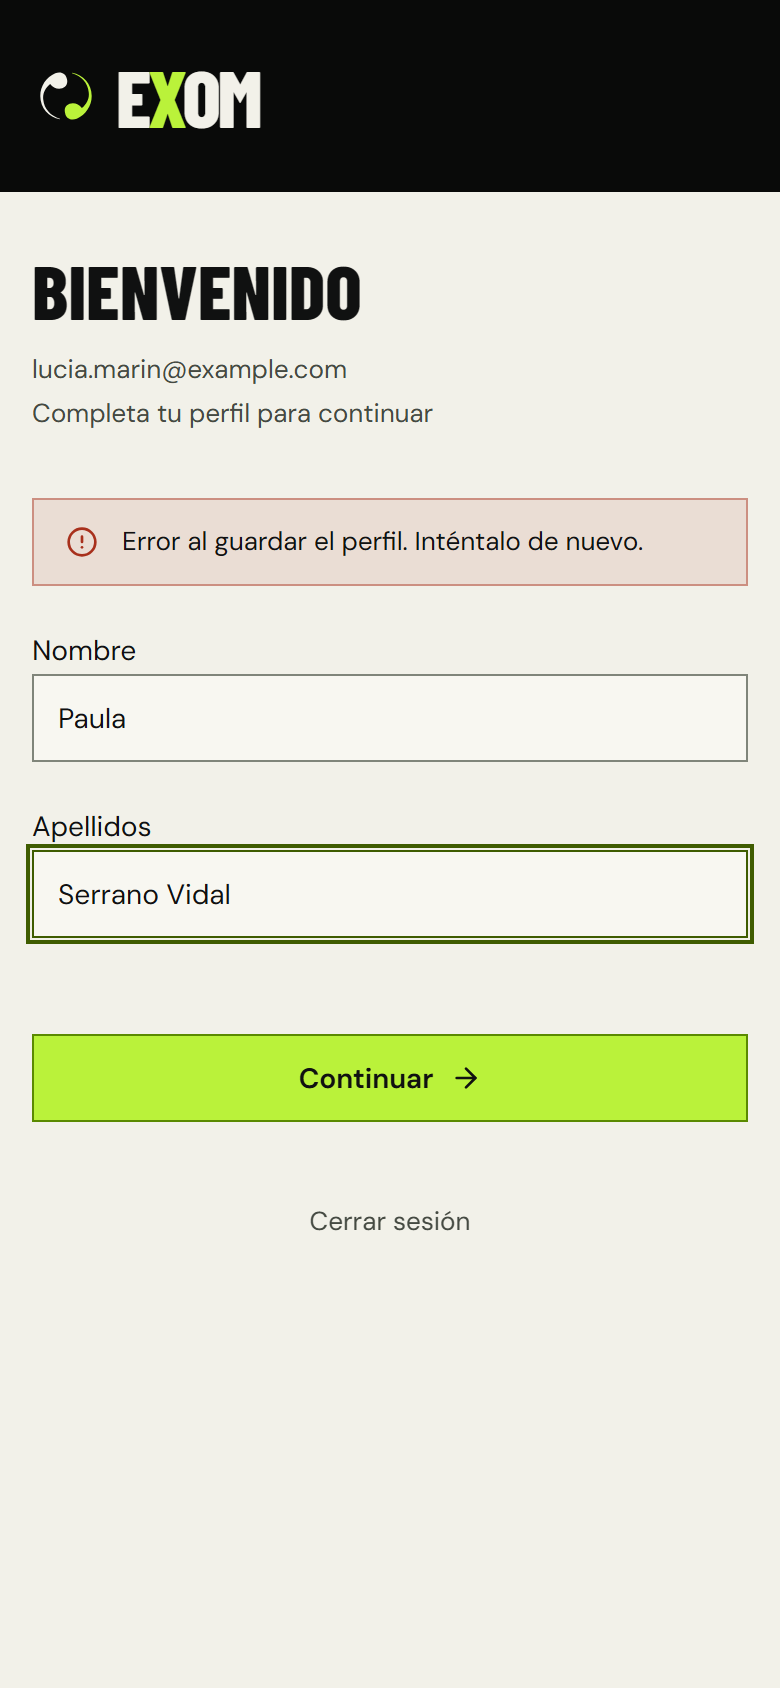 EXOM
BIENVENIDO
lucia.marin@example.com
Completa tu perfil para continuar
Error al guardar el perfil. Inténtalo de nuevo.
Nombre
Paula
Apellidos
Serrano Vidal
Continuar →
Cerrar sesión